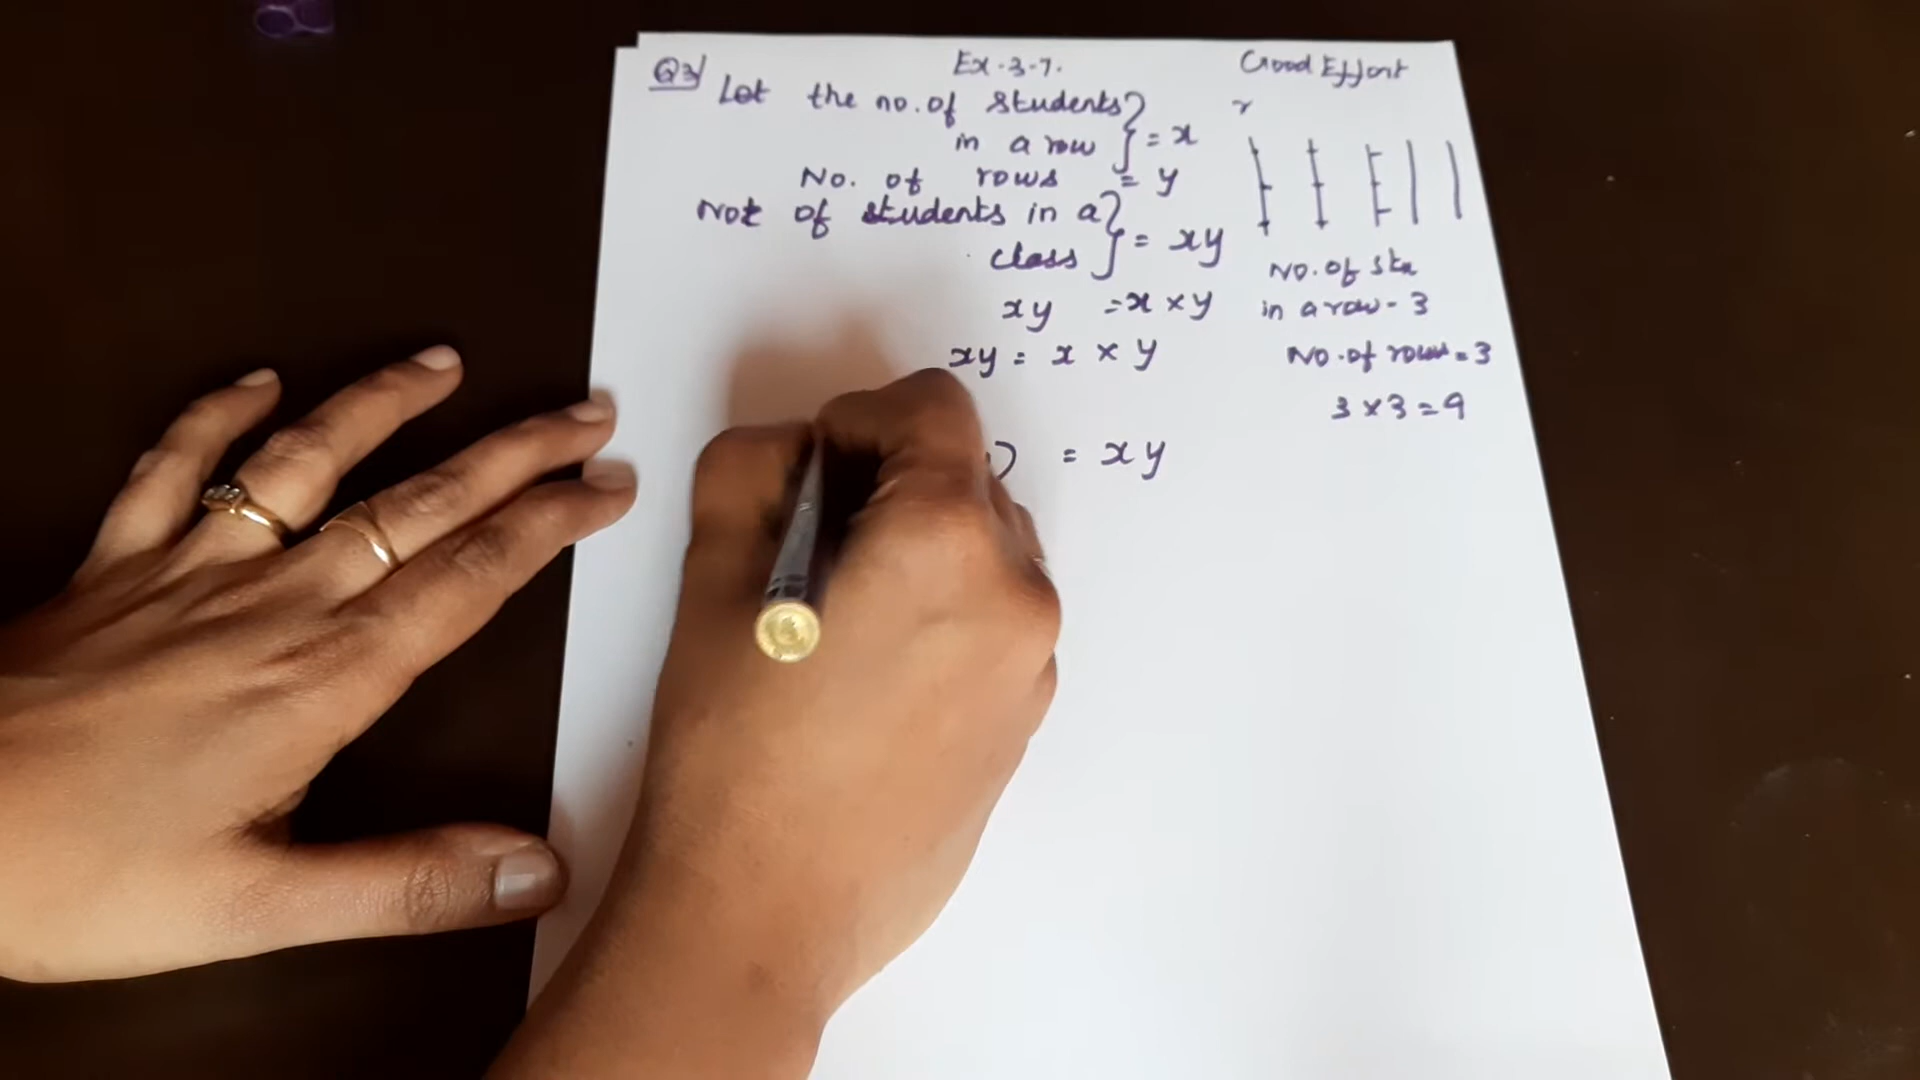 Ex.3.7.
Good Effort
Q3/ Let the no. of students
in a row } = x
No. of rows = y
Not of students in a
class } = xy
xy = x × y
xy = x × y
) = xy
r
No. of stu
in a row - 3
No. of rows = 3
3 × 3 = 9